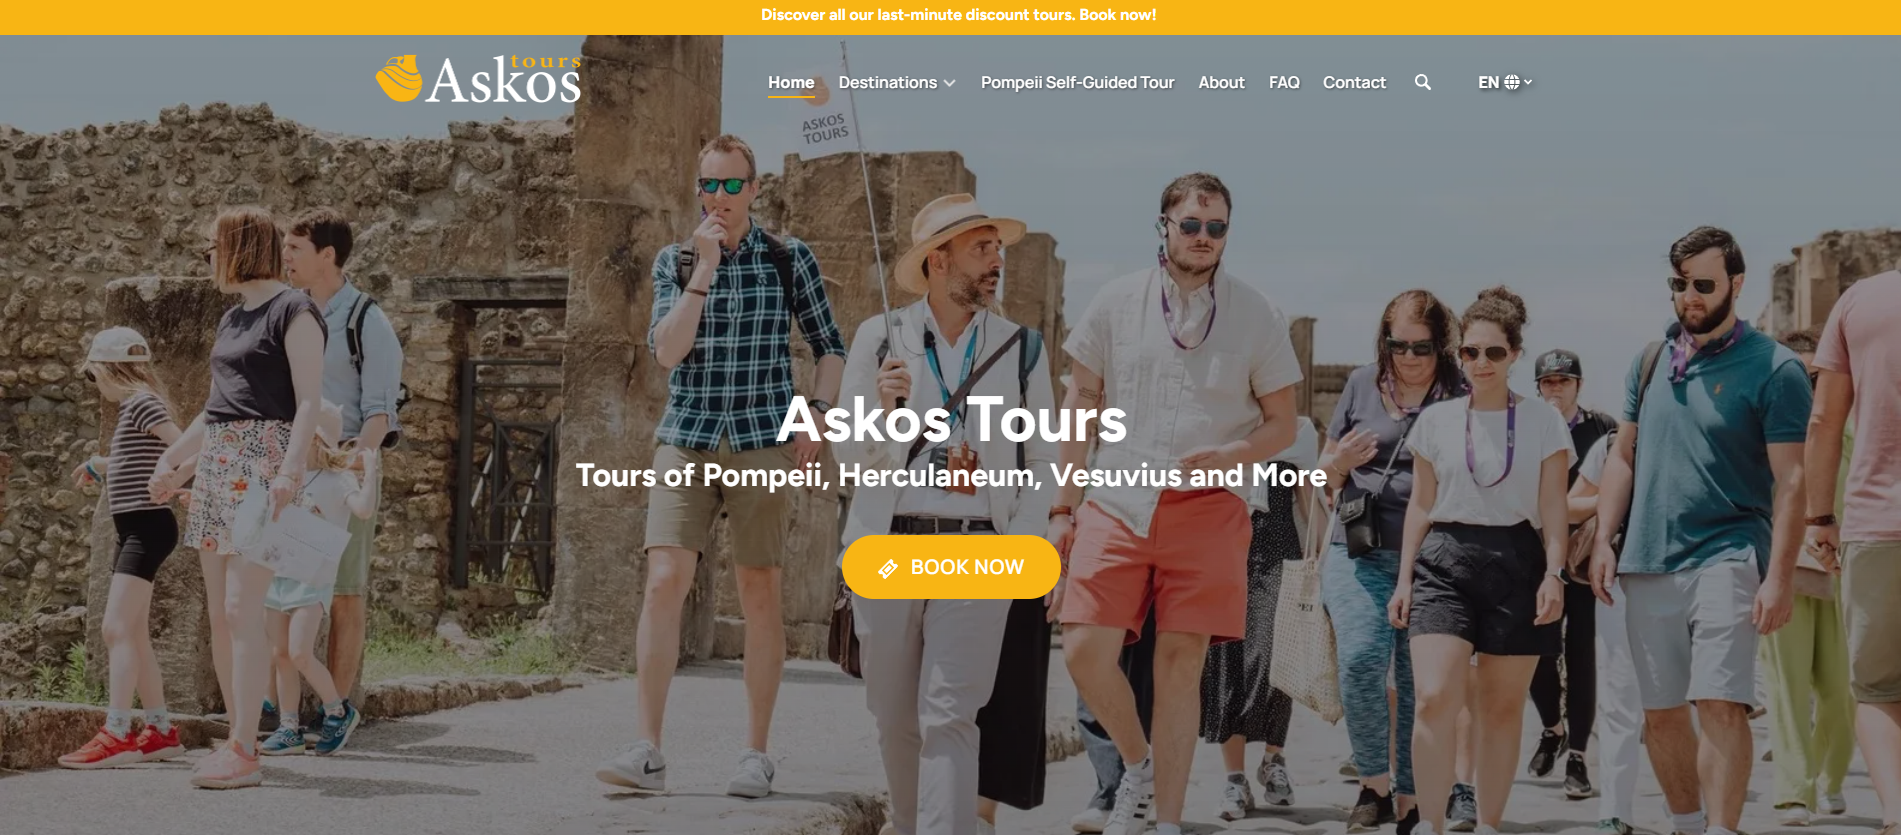 Discover all our last-minute discount tours. Book now!
tours
Askos
Home
Destinations
Pompeii Self-Guided Tour
About
FAQ
Contact
EN
ASKOS
TOURS
Askos Tours
Tours of Pompeii, Herculaneum, Vesuvius and More
BOOK NOW